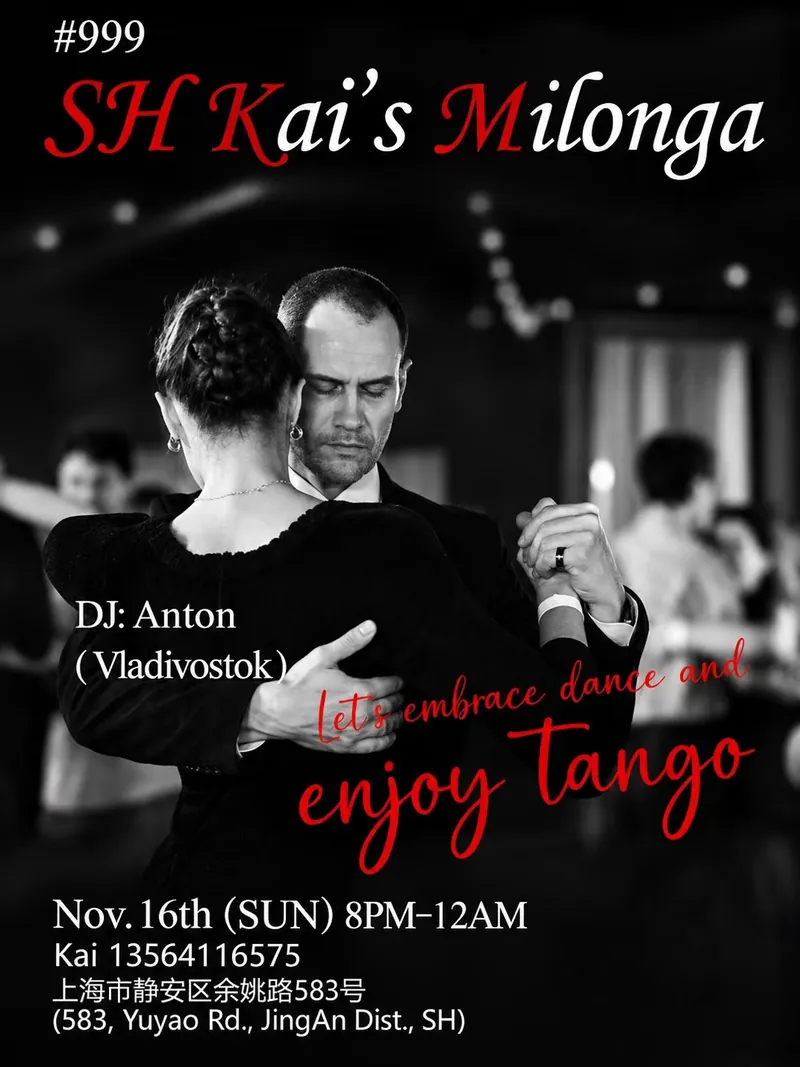 #999
SH Kai's Milonga
DJ: Anton
( Vladivostok)
Let's embrace dance and
enjoy tango
Nov. 16th (SUN) 8PM-12AM
Kai 13564116575
上海市静安区余姚路583号
(583, Yuyao Rd., JingAn Dist., SH)